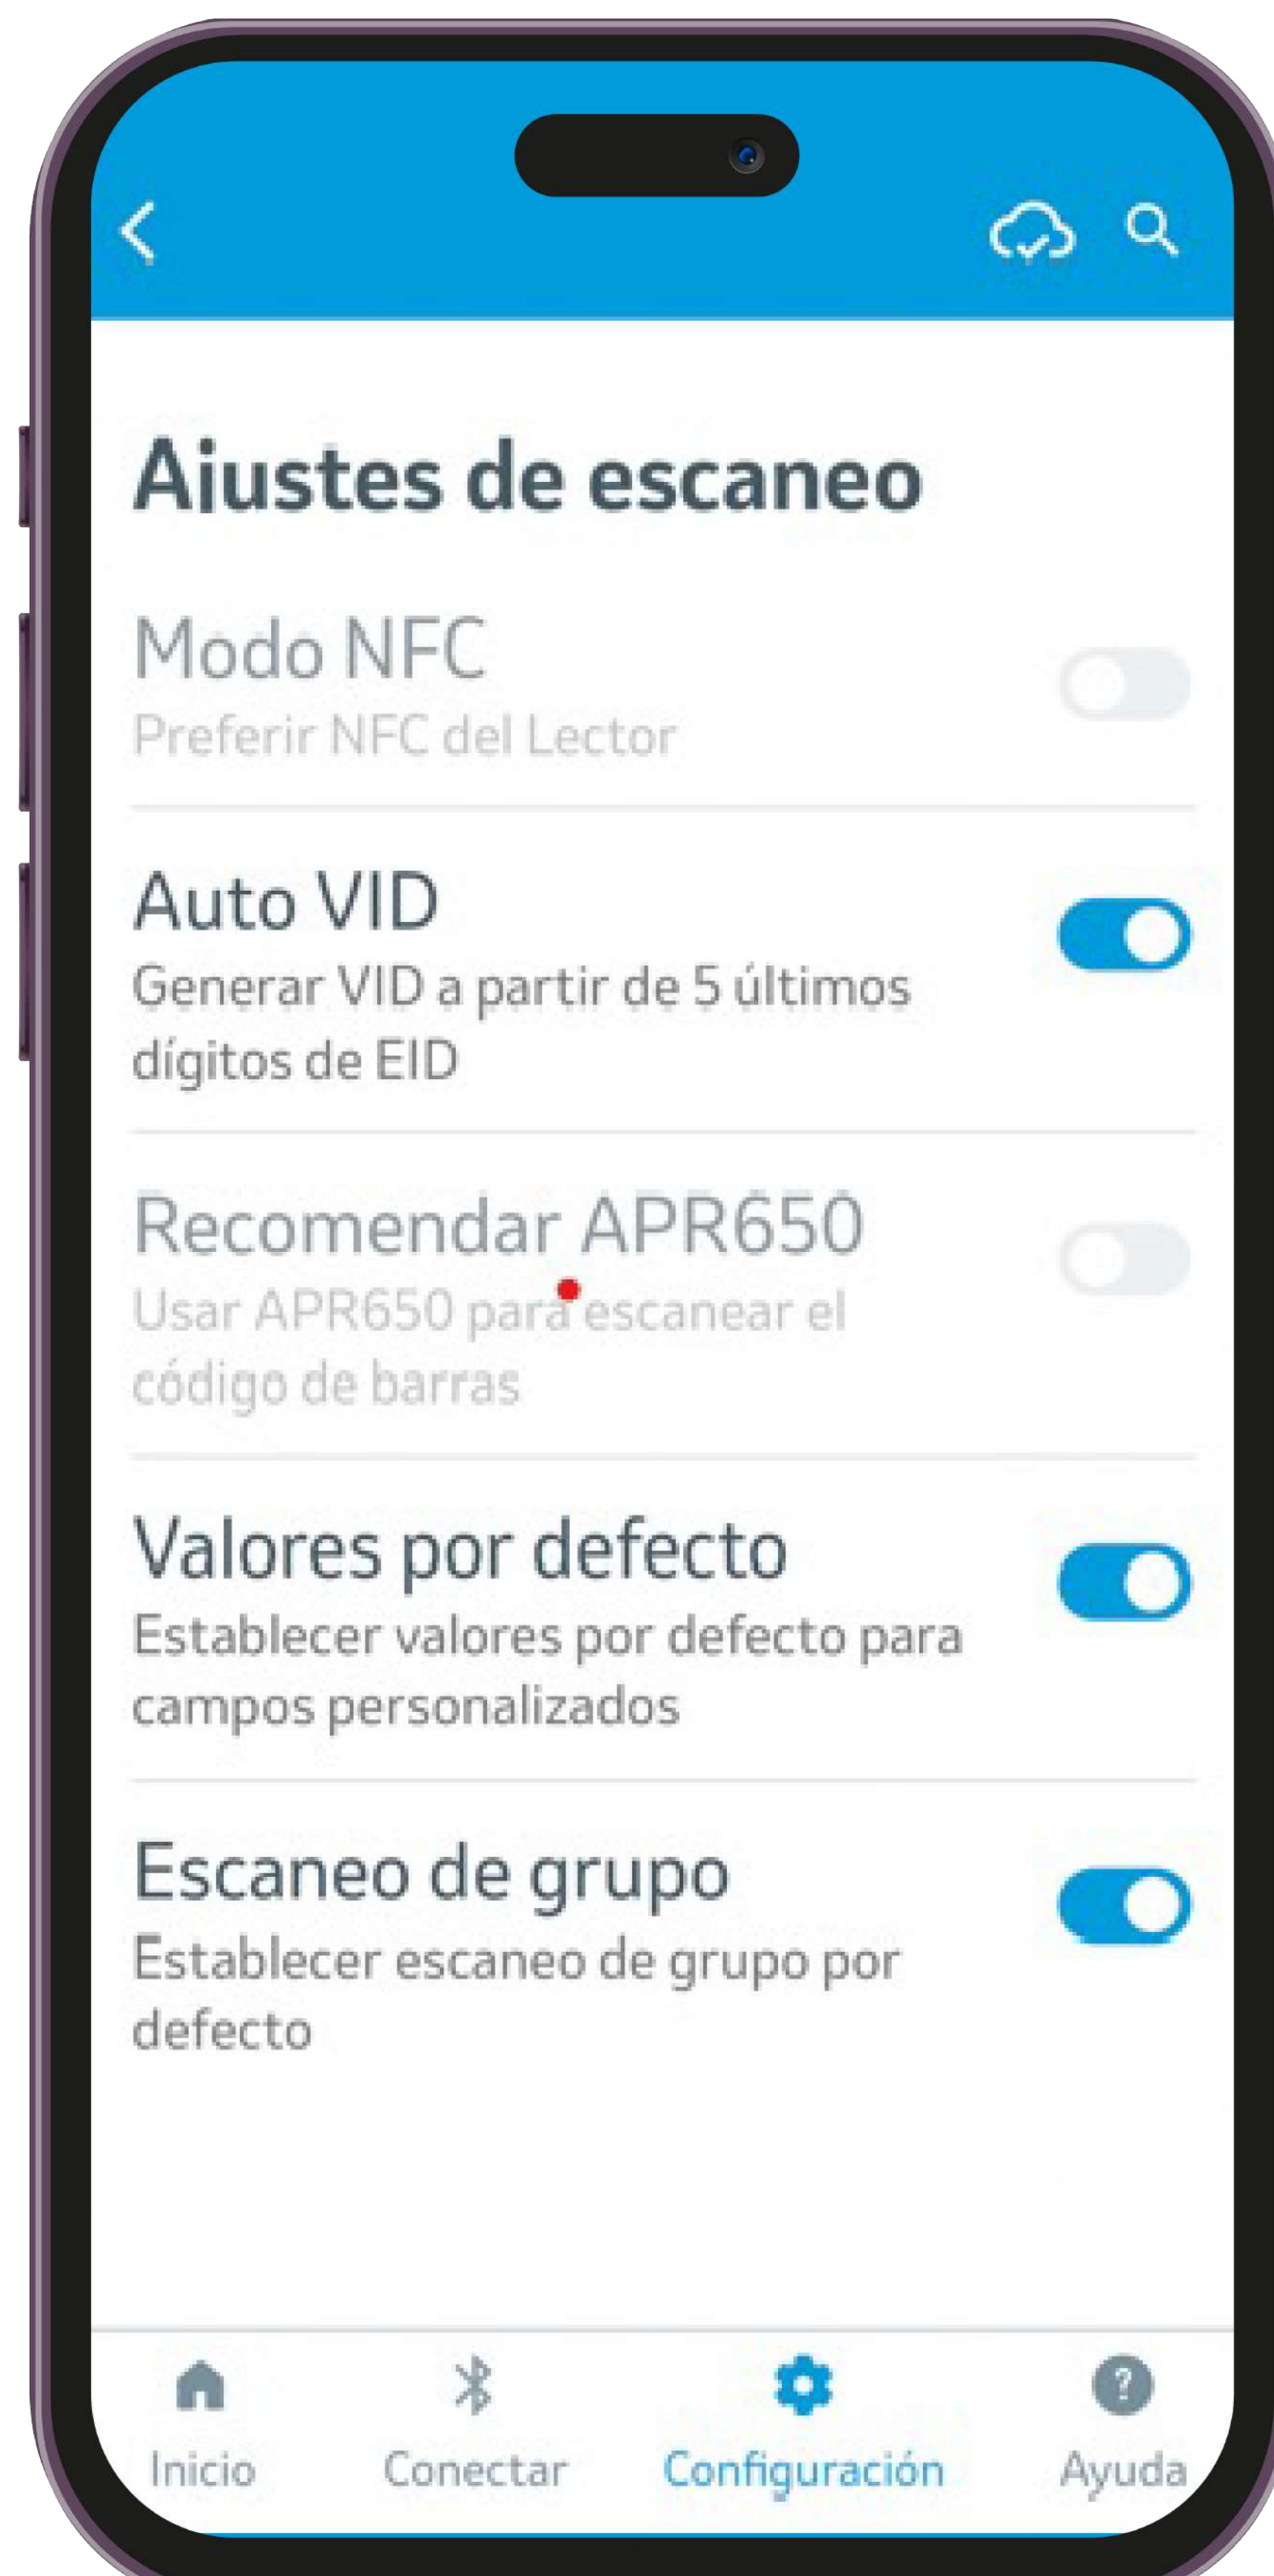 Ajustes de escaneo
Modo NFC
Preferir NFC del Lector
Auto VID
Generar VID a partir de 5 últimos
dígitos de EID
Recomendar APR650
Usar APR650 para escanear el
código de barras
Valores por defecto
Establecer valores por defecto para
campos personalizados
Escaneo de grupo
Establecer escaneo de grupo por
defecto
Inicio
Conectar
Configuración
Ayuda